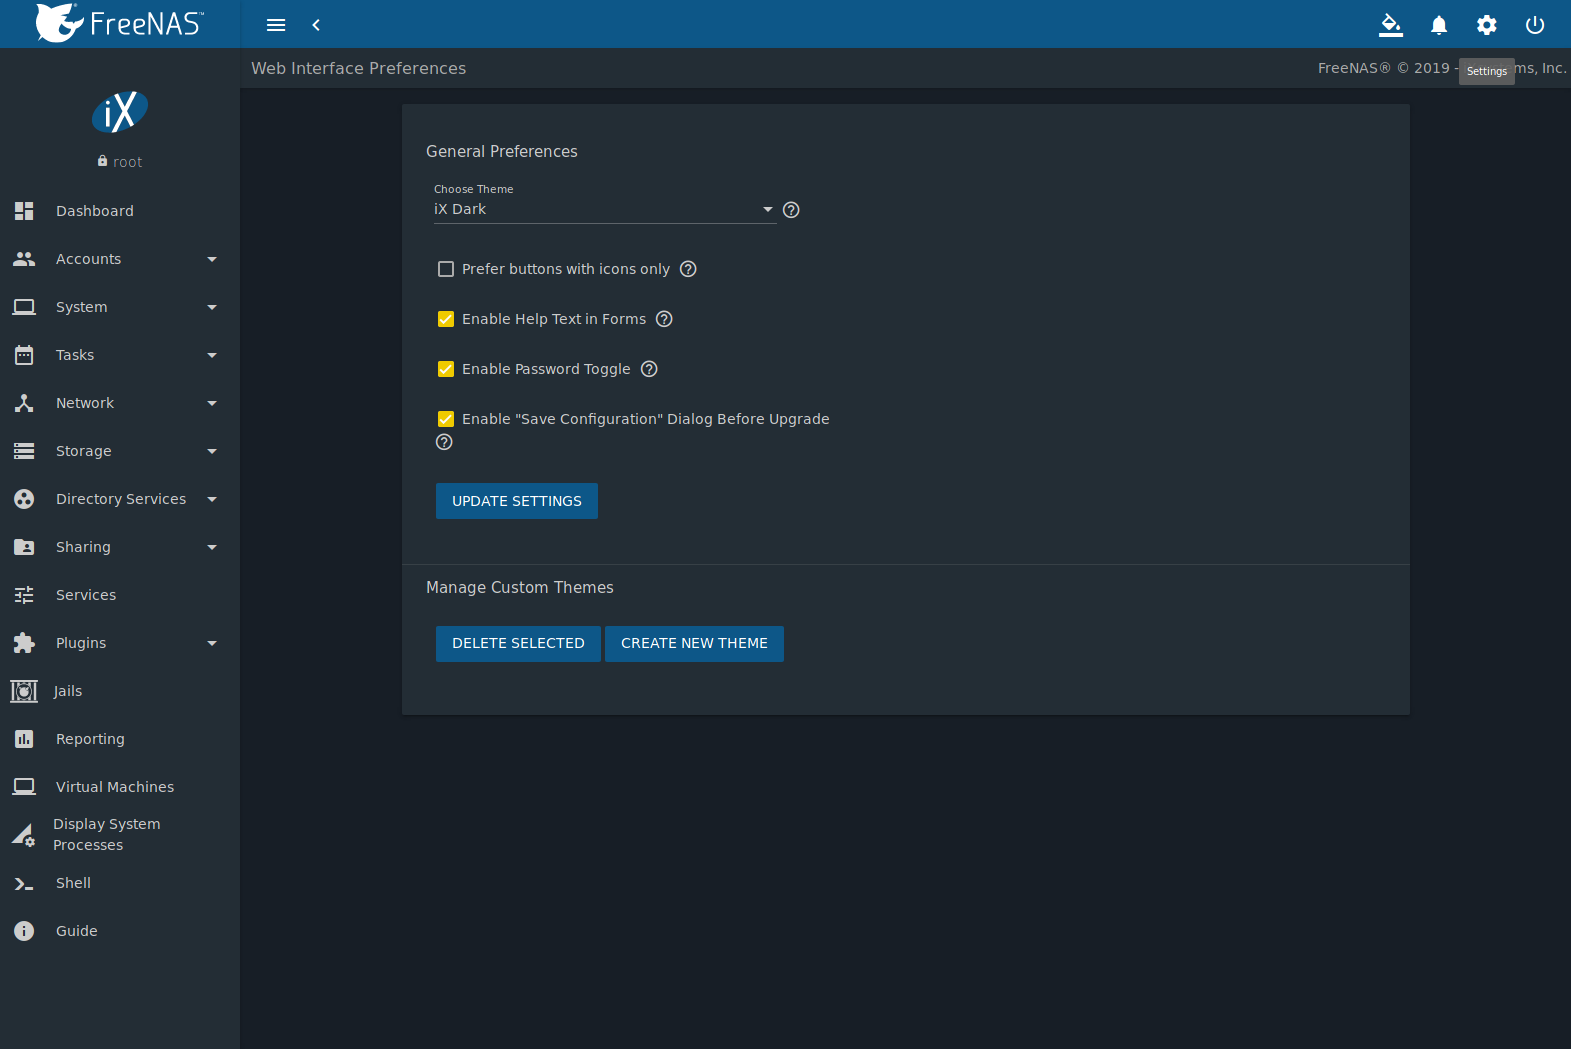 FreeNAS™
Web Interface Preferences
FreeNAS® © 2019 -
ms, Inc.
Settings
iX
root
Dashboard
Accounts
System
Tasks
Network
Storage
Directory Services
Sharing
Services
Plugins
Jails
Reporting
Virtual Machines
Display System
Processes
Shell
Guide
General Preferences
Choose Theme
iX Dark
Prefer buttons with icons only
Enable Help Text in Forms
Enable Password Toggle
Enable "Save Configuration" Dialog Before Upgrade
UPDATE SETTINGS
Manage Custom Themes
DELETE SELECTED CREATE NEW THEME